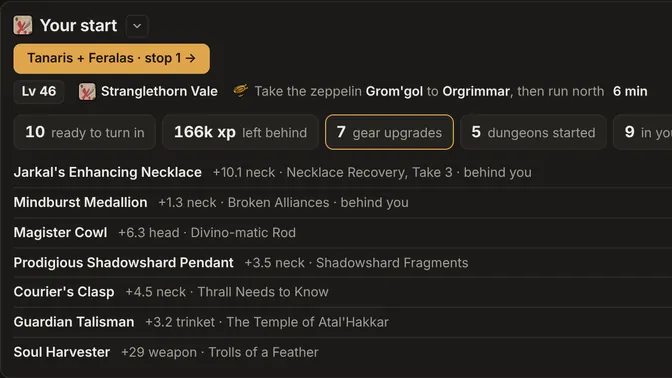 Your start
Tanaris + Feralas · stop 1 →
Lv 46 Stranglethorn Vale Take the zeppelin Grom'gol to Orgrimmar, then run north 6 min
10 ready to turn in 166k xp left behind 7 gear upgrades 5 dungeons started 9 in
Jarkal's Enhancing Necklace +10.1 neck · Necklace Recovery, Take 3 · behind you
Mindburst Medallion +1.3 neck · Broken Alliances · behind you
Magister Cowl +6.3 head · Divino-matic Rod
Prodigious Shadowshard Pendant +3.5 neck · Shadowshard Fragments
Courier's Clasp +4.5 neck · Thrall Needs to Know
Guardian Talisman +3.2 trinket · The Temple of Atal'Hakkar
Soul Harvester +29 weapon · Trolls of a Feather